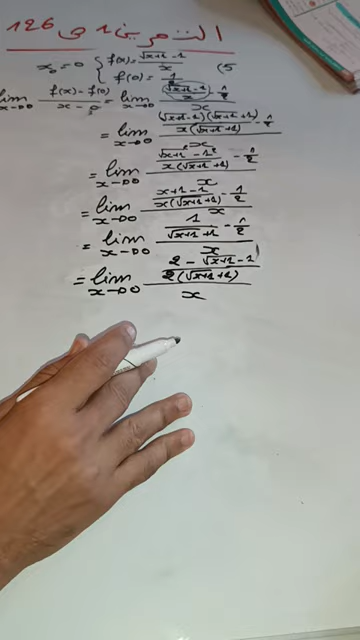 التمرين 1 ص 126
5) x₀=0 { f(x) = (√(x+1) - 1)/x
f(0) = 1/2
lim x→0 (f(x) - f(0))/(x - 0) = lim x→0 ((√(x+1) - 1)/x - 1/2)/x
= lim x→0 ((√(x+1) - 1)(√(x+1) + 1)/(x(√(x+1) + 1)) - 1/2)/x
= lim x→0 ((√(x+1)² - 1²)/(x(√(x+1) + 1)) - 1/2)/x
= lim x→0 ((x+1-1)/(x(√(x+1) + 1)) - 1/2)/x
= lim x→0 (1/(√(x+1) + 1) - 1/2)/x
= lim x→0 ((2 - √(x+1) - 1)/(2(√(x+1) + 1)))/x